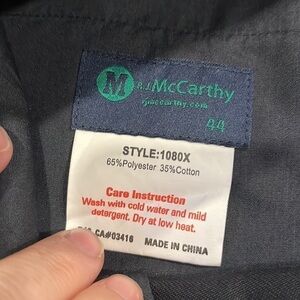 M RJ McCarthy
rjmccarthy.com
44
STYLE:1080X
65%Polyester 35%Cotton
Care Instruction
Wash with cold water and mild
detergent. Dry at low heat.
CA#03416 MADE IN CHINA